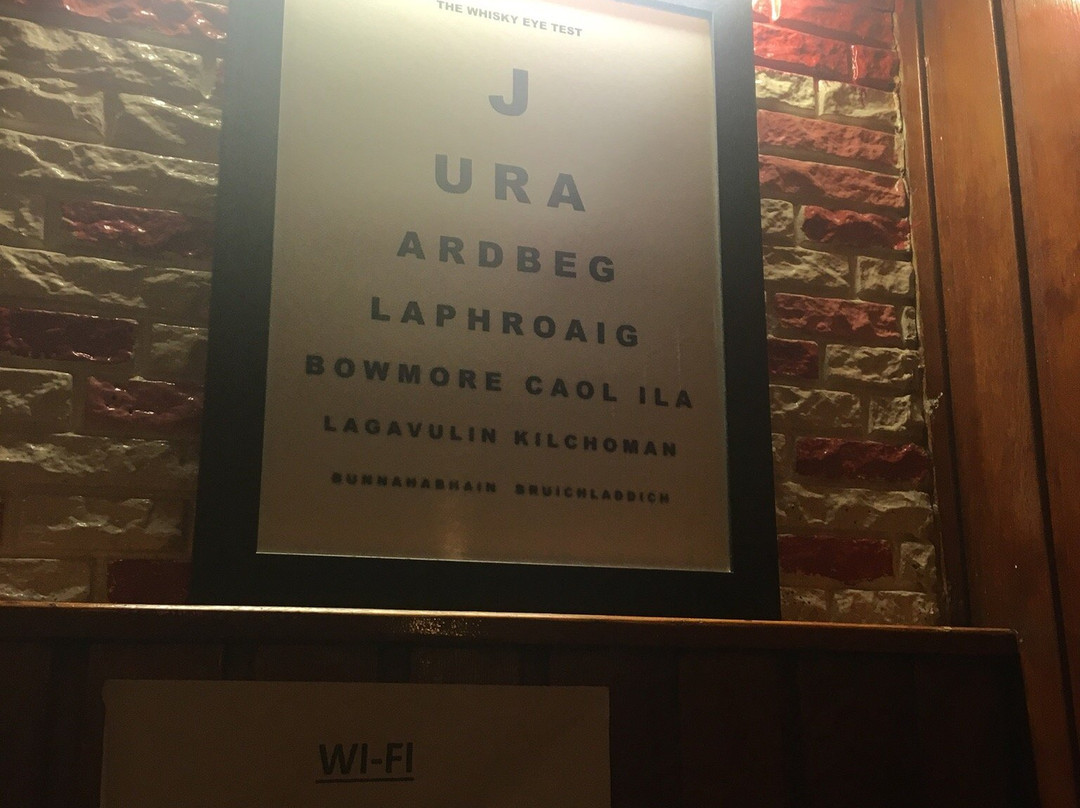 THE WHISKY EYE TEST
J
URA
ARDBEG
LAPHROAIG
BOWMORE CAOL ILA
LAGAVULIN KILCHOMAN
BUNNAHABHAIN BRUICHLADDICH
WI-FI